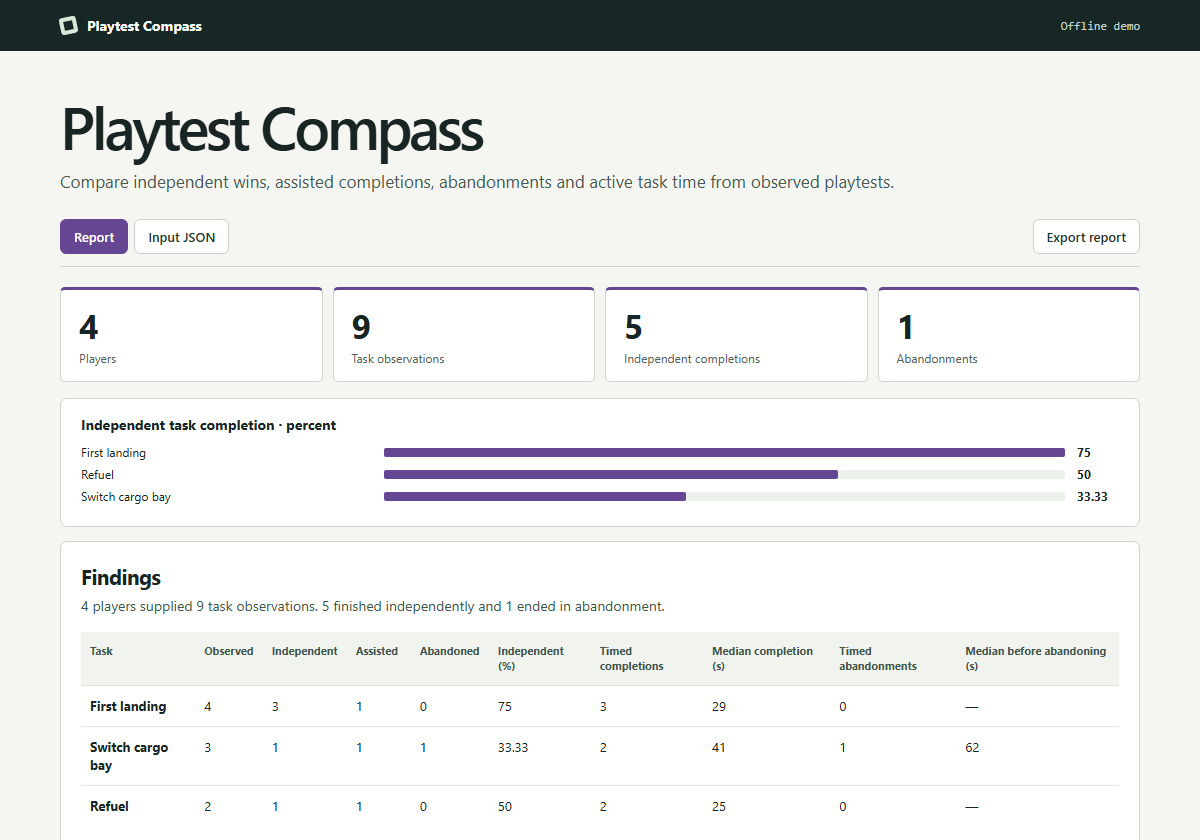 Playtest Compass
Offline demo
Playtest Compass
Compare independent wins, assisted completions, abandonments and active task time from observed playtests.
Report
Input JSON
Export report
4
Players
9
Task observations
5
Independent completions
1
Abandonments
Independent task completion · percent
First landing 75
Refuel 50
Switch cargo bay 33.33
Findings
4 players supplied 9 task observations. 5 finished independently and 1 ended in abandonment.
Task Observed Independent Assisted Abandoned Independent (%) Timed completions Median completion (s) Timed abandonments Median before abandoning (s)
First landing 4 3 1 0 75 3 29 0 —
Switch cargo bay 3 1 1 1 33.33 2 41 1 62
Refuel 2 1 1 0 50 2 25 0 —